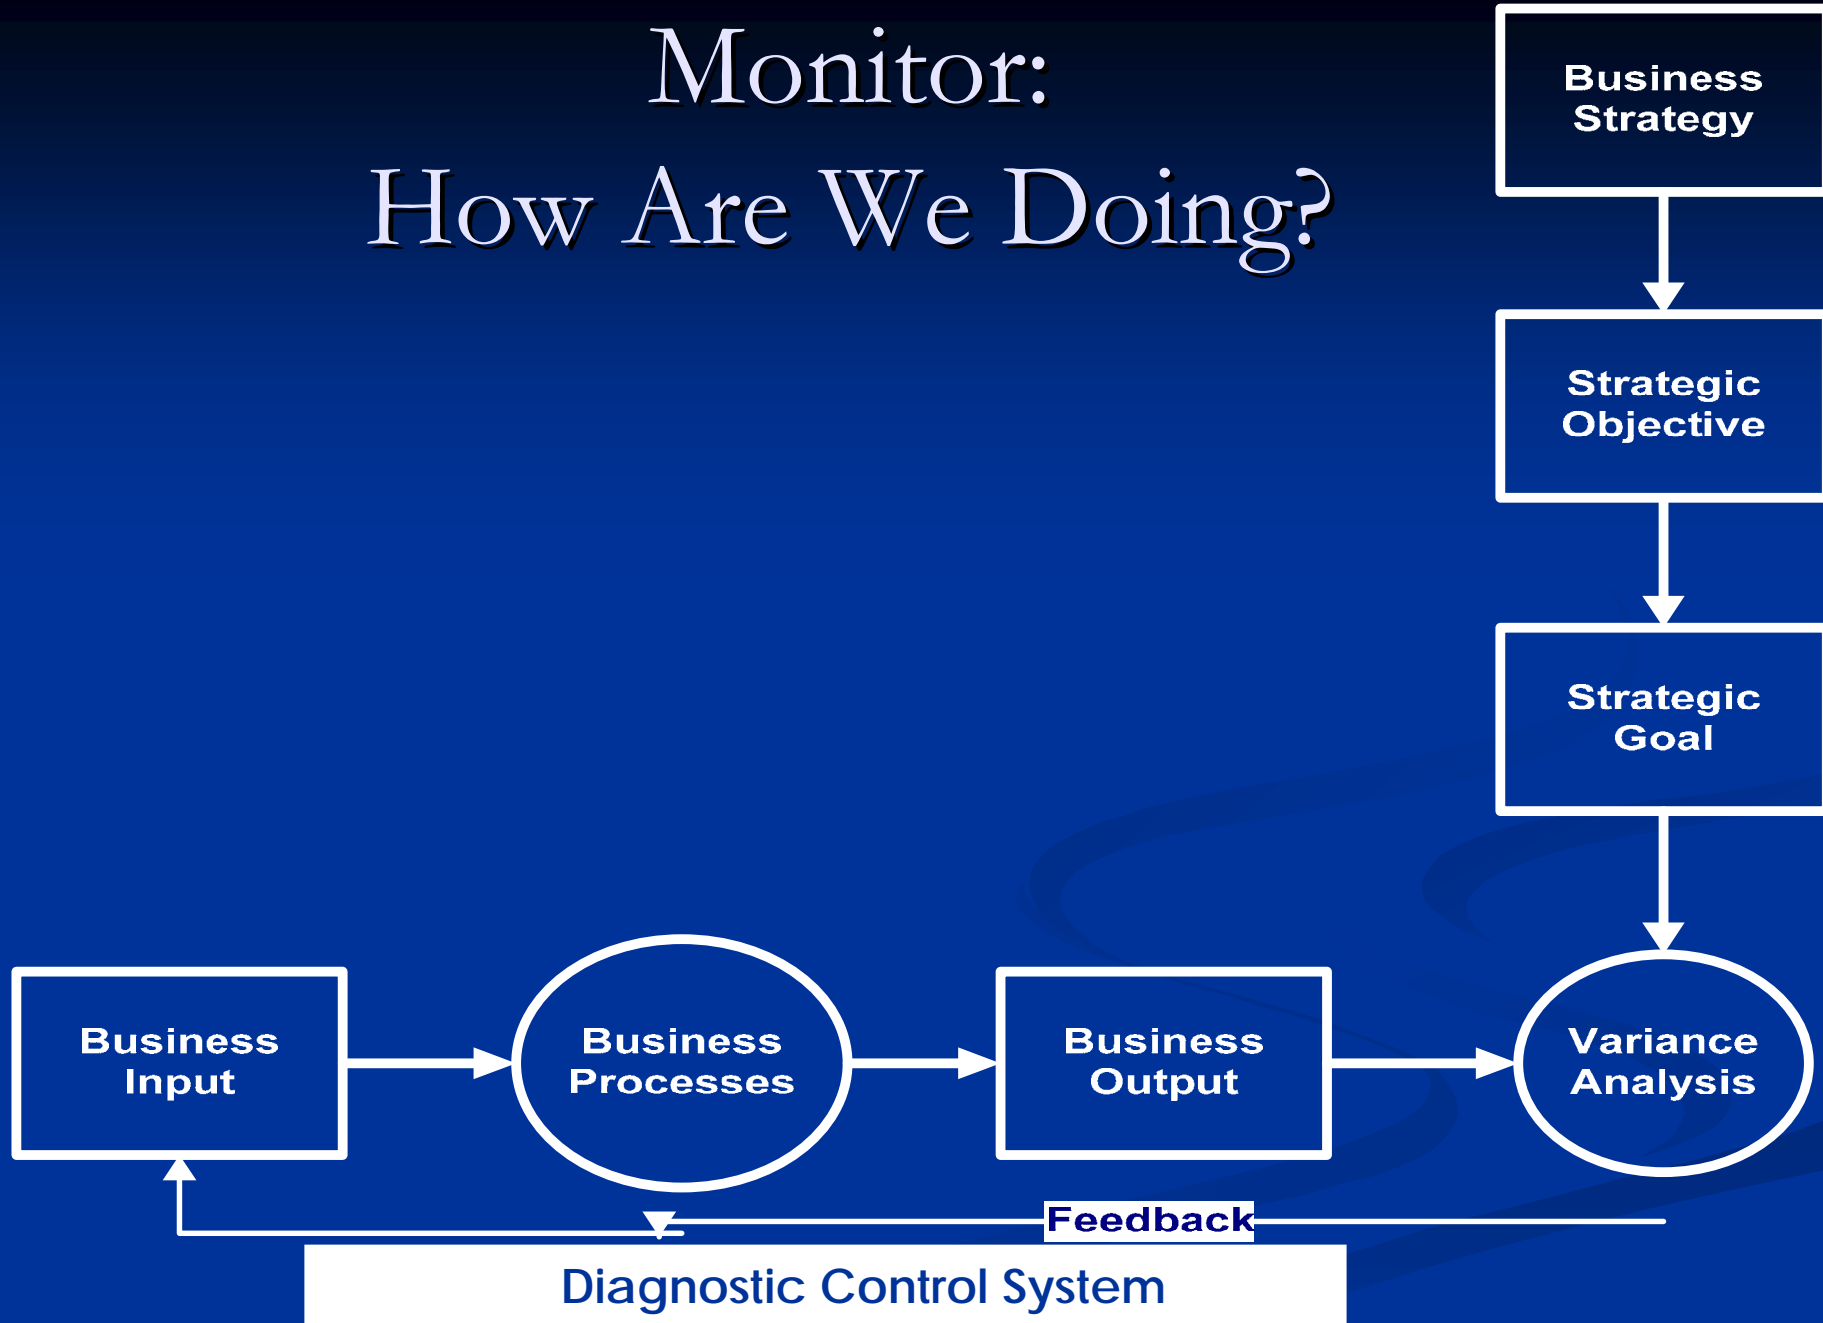 Monitor:
How Are We Doing?
Business
Strategy
Strategic
Objective
Strategic
Goal
Business
Input
Business
Processes
Business
Output
Variance
Analysis
Feedback
Diagnostic Control System